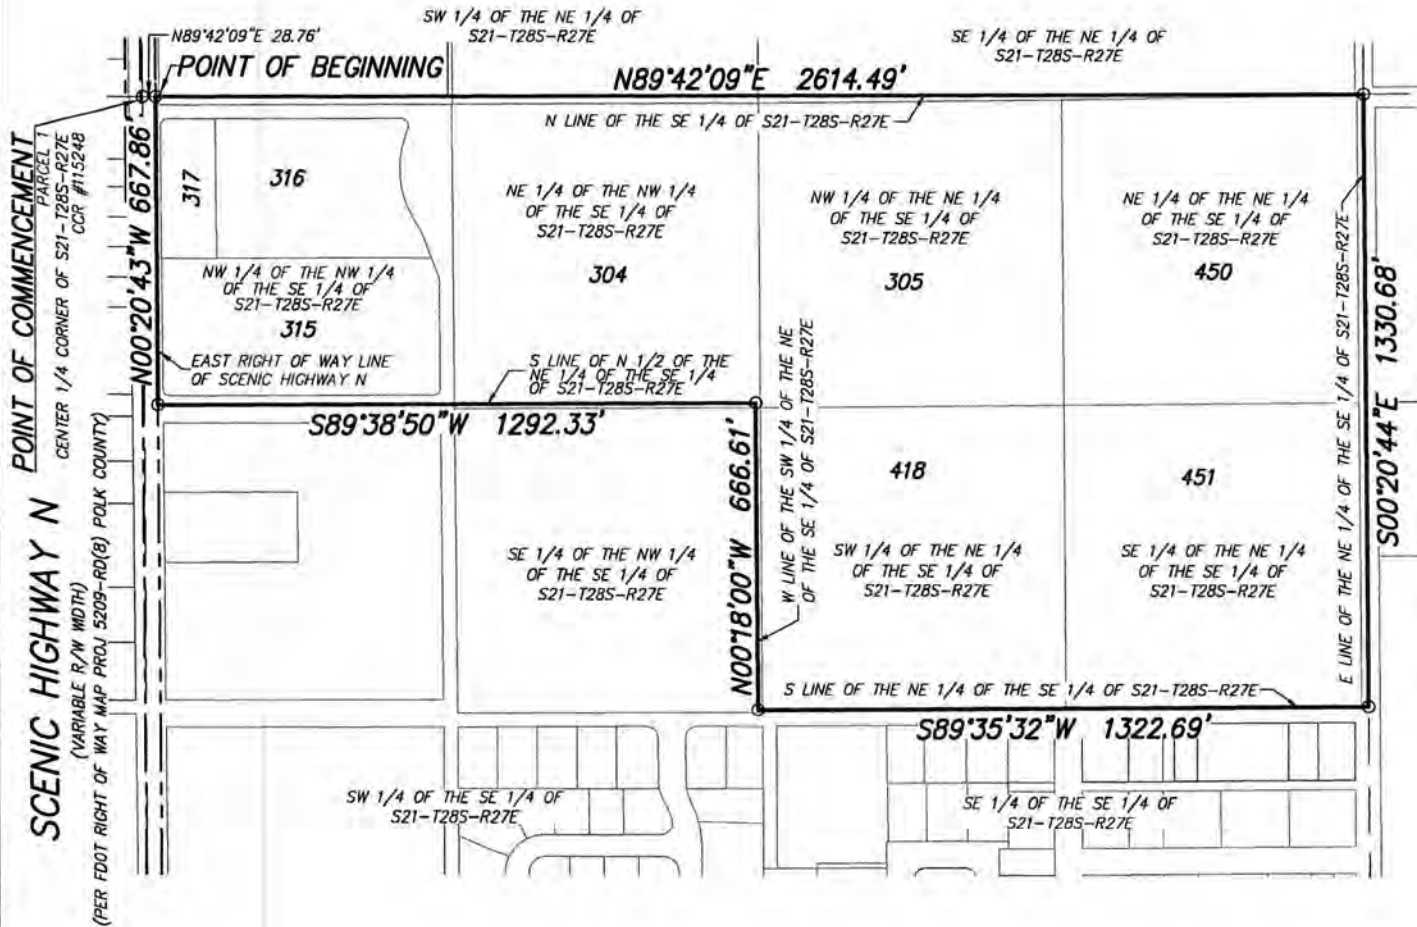 SW 1/4 OF THE NE 1/4 OF
S21-T28S-R27E
SE 1/4 OF THE NE 1/4 OF
S21-T28S-R27E
N89°42'09"E 28.76'
POINT OF BEGINNING
N89°42'09"E 2614.49'
N LINE OF THE SE 1/4 OF S21-T28S-R27E
POINT OF COMMENCEMENT
PARCEL 1
CENTER 1/4 CORNER OF S21-T28S-R27E
CCR #115248
N00°20'43"W 667.86'
317
316
NW 1/4 OF THE NW 1/4
OF THE SE 1/4 OF
S21-T28S-R27E
315
EAST RIGHT OF WAY LINE
OF SCENIC HIGHWAY N
NE 1/4 OF THE NW 1/4
OF THE SE 1/4 OF
S21-T28S-R27E
304
S LINE OF N 1/2 OF THE
NE 1/4 OF THE SE 1/4
OF S21-T28S-R27E
NW 1/4 OF THE NE 1/4
OF THE SE 1/4 OF
S21-T28S-R27E
305
NE 1/4 OF THE NE 1/4
OF THE SE 1/4 OF
S21-T28S-R27E
450
E LINE OF THE NE 1/4 OF THE SE 1/4 OF S21-T28S-R27E
S00°20'44"E 1330.68'
S89°38'50"W 1292.33'
N00°18'00"W 666.61'
W LINE OF THE SW 1/4 OF THE NE
OF THE SE 1/4 OF S21-T28S-R27E
418
SW 1/4 OF THE NE 1/4
OF THE SE 1/4 OF
S21-T28S-R27E
451
SE 1/4 OF THE NE 1/4
OF THE SE 1/4 OF
S21-T28S-R27E
SE 1/4 OF THE NW 1/4
OF THE SE 1/4 OF
S21-T28S-R27E
S LINE OF THE NE 1/4 OF THE SE 1/4 OF S21-T28S-R27E
S89°35'32"W 1322.69'
SCENIC HIGHWAY N
(VARIABLE R/W WIDTH)
(PER FDOT RIGHT OF WAY MAP PROJ 5209-RD(8) POLK COUNTY)
SW 1/4 OF THE SE 1/4 OF
S21-T28S-R27E
SE 1/4 OF THE SE 1/4 OF
S21-T28S-R27E